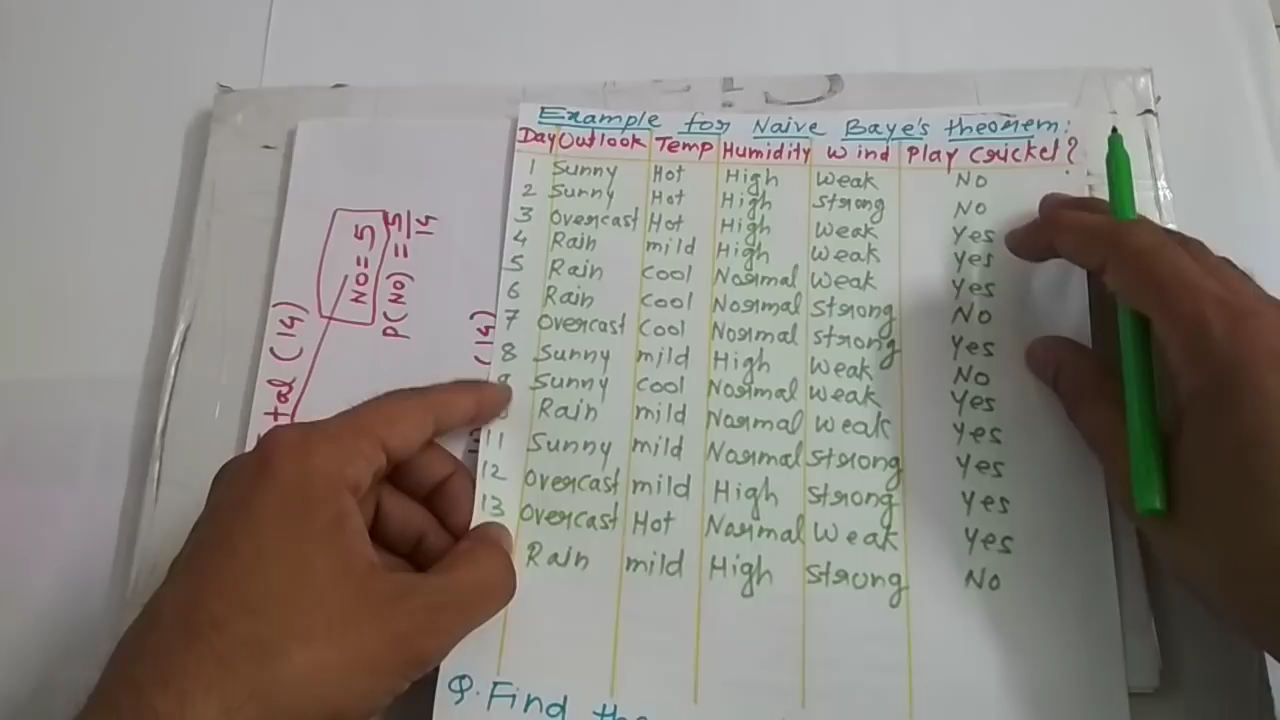 Example for Naive Baye's theorem:
Day Outlook Temp Humidity Wind Play Cricket?
1 Sunny Hot High Weak No
2 Sunny Hot High Strong No
3 Overcast Hot High Weak Yes
4 Rain mild High Weak Yes
5 Rain Cool Normal Weak Yes
6 Rain Cool Normal Strong No
7 Overcast Cool Normal Strong Yes
8 Sunny mild High Weak No
9 Sunny Cool Normal Weak Yes
Rain mild Normal Weak Yes
11 Sunny mild Normal Strong Yes
12 Overcast mild High Strong Yes
13 Overcast Hot Normal Weak Yes
Rain mild High Strong No
Q. Find the
(14)
No = 5
P(No) = 5/14
(14)